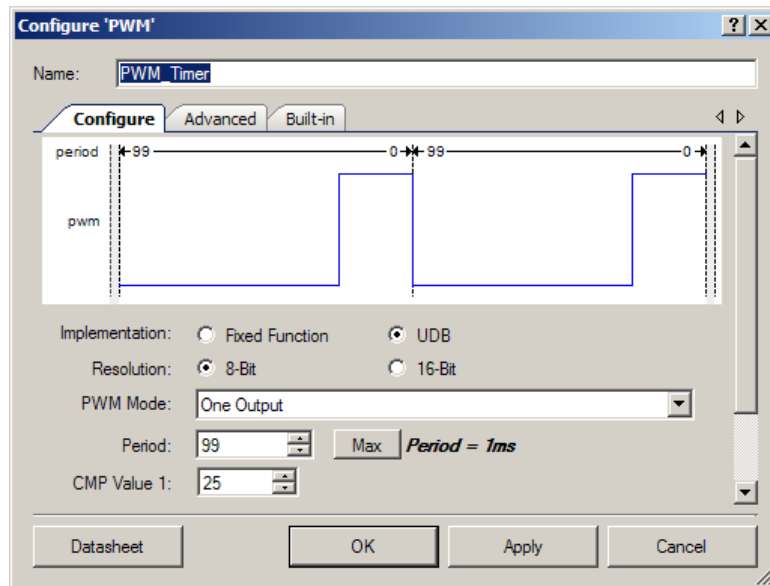 Configure 'PWM'
Name: PWM_Timer
Configure Advanced Built-in
period 99 0 99 0
pwm
Implementation: Fixed Function UDB
Resolution: 8-Bit 16-Bit
PWM Mode: One Output
Period: 99 Max Period = 1ms
CMP Value 1: 25
Datasheet OK Apply Cancel